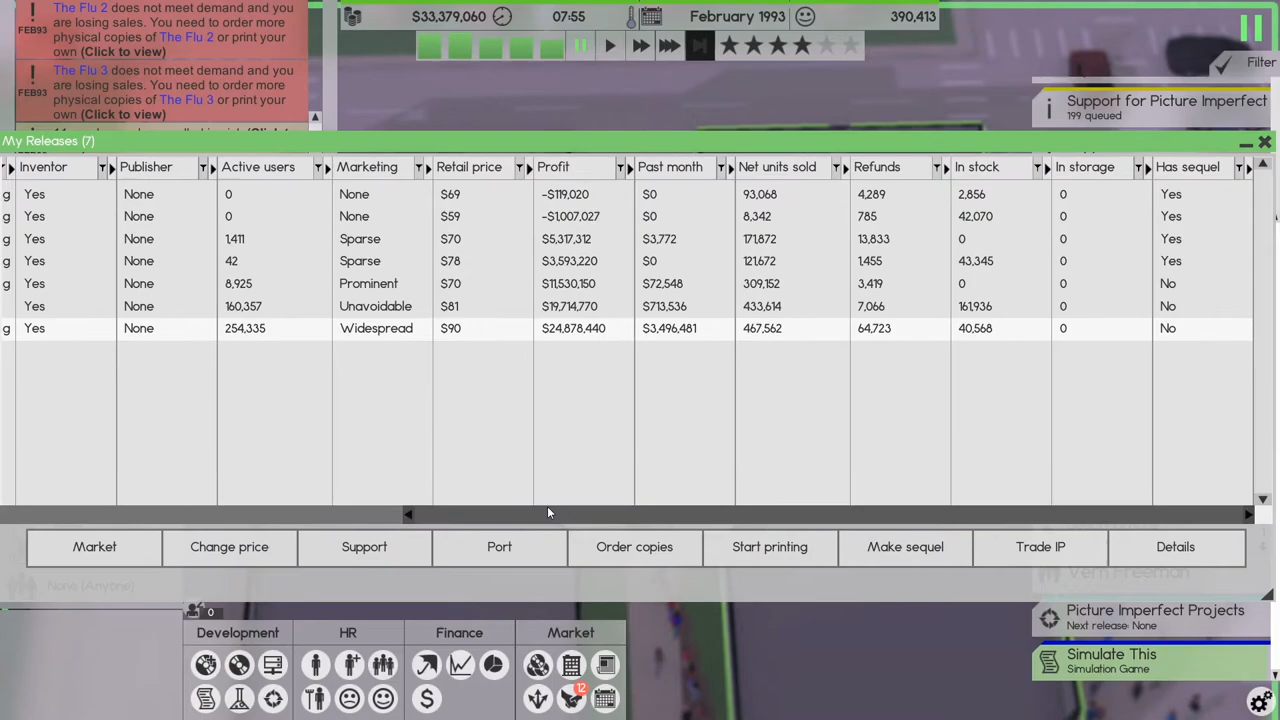 The Flu 2 does not meet demand and you
are losing sales. You need to order more
FEB93
physical copies of The Flu 2 or print your
own (Click to view)
The Flu 3 does not meet demand and you
are losing sales. You need to order more
FEB93
physical copies of The Flu 3 or print your
own (Click to view)
$33,379,060 07:55 February 1993 390,413
Filter
Support for Picture Imperfect
199 queued
My Releases (7)
Inventor Publisher Active users Marketing Retail price Profit Past month Net units sold Refunds In stock In storage Has sequel
g Yes None 0 None $69 -$119,020 $0 93,068 4,289 2,856 0 Yes
g Yes None 0 None $59 -$1,007,027 $0 8,342 785 42,070 0 Yes
g Yes None 1,411 Sparse $70 $5,317,312 $3,772 171,872 13,833 0 0 Yes
g Yes None 42 Sparse $78 $3,593,220 $0 121,672 1,455 43,345 0 Yes
g Yes None 8,925 Prominent $70 $11,530,150 $72,548 309,152 3,419 0 0 No
Yes None 160,357 Unavoidable $81 $19,714,770 $713,536 433,614 7,066 161,936 0 No
g Yes None 254,335 Widespread $90 $24,878,440 $3,496,481 467,562 64,723 40,568 0 No
Market Change price Support Port Order copies Start printing Make sequel Trade IP Details
None (Anyone)
Vern Freeman
0
Picture Imperfect Projects
Next release: None
Development HR Finance Market
Simulate This
Simulation Game
$ 12